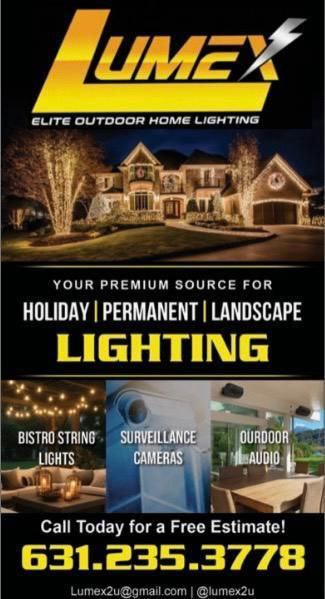 LUMEX
ELITE OUTDOOR HOME LIGHTING
YOUR PREMIUM SOURCE FOR
HOLIDAY | PERMANENT | LANDSCAPE
LIGHTING
BISTRO STRING
LIGHTS
SURVEILLANCE
CAMERAS
OURDOOR
AUDIO
Call Today for a Free Estimate!
631.235.3778
Lumex2u@gmail.com | @lumex2u